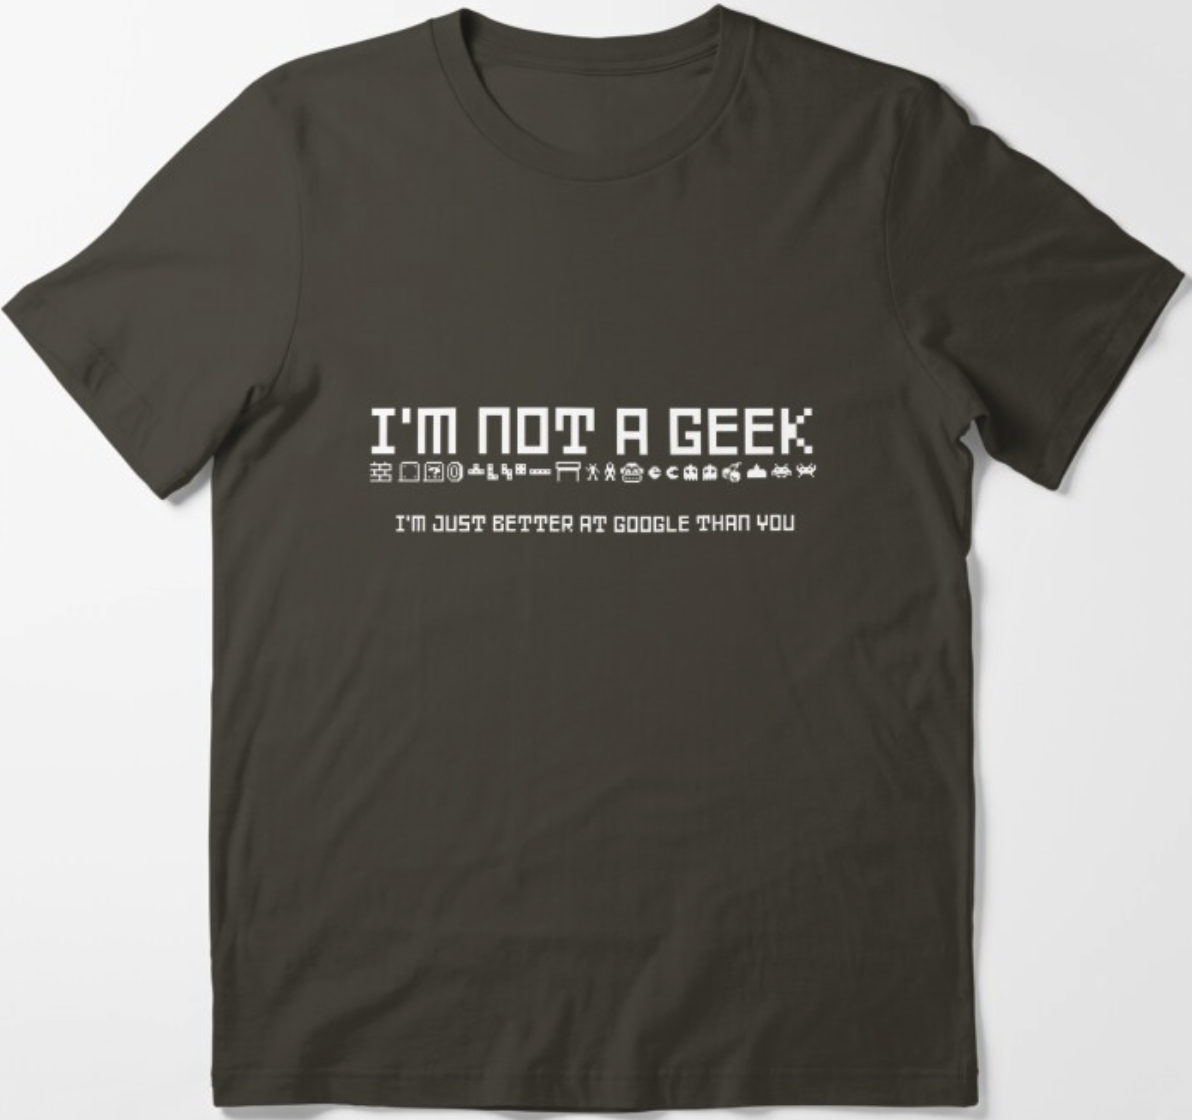 I'M NOT A GEEK
?
I'M JUST BETTER AT GOOGLE THAN YOU